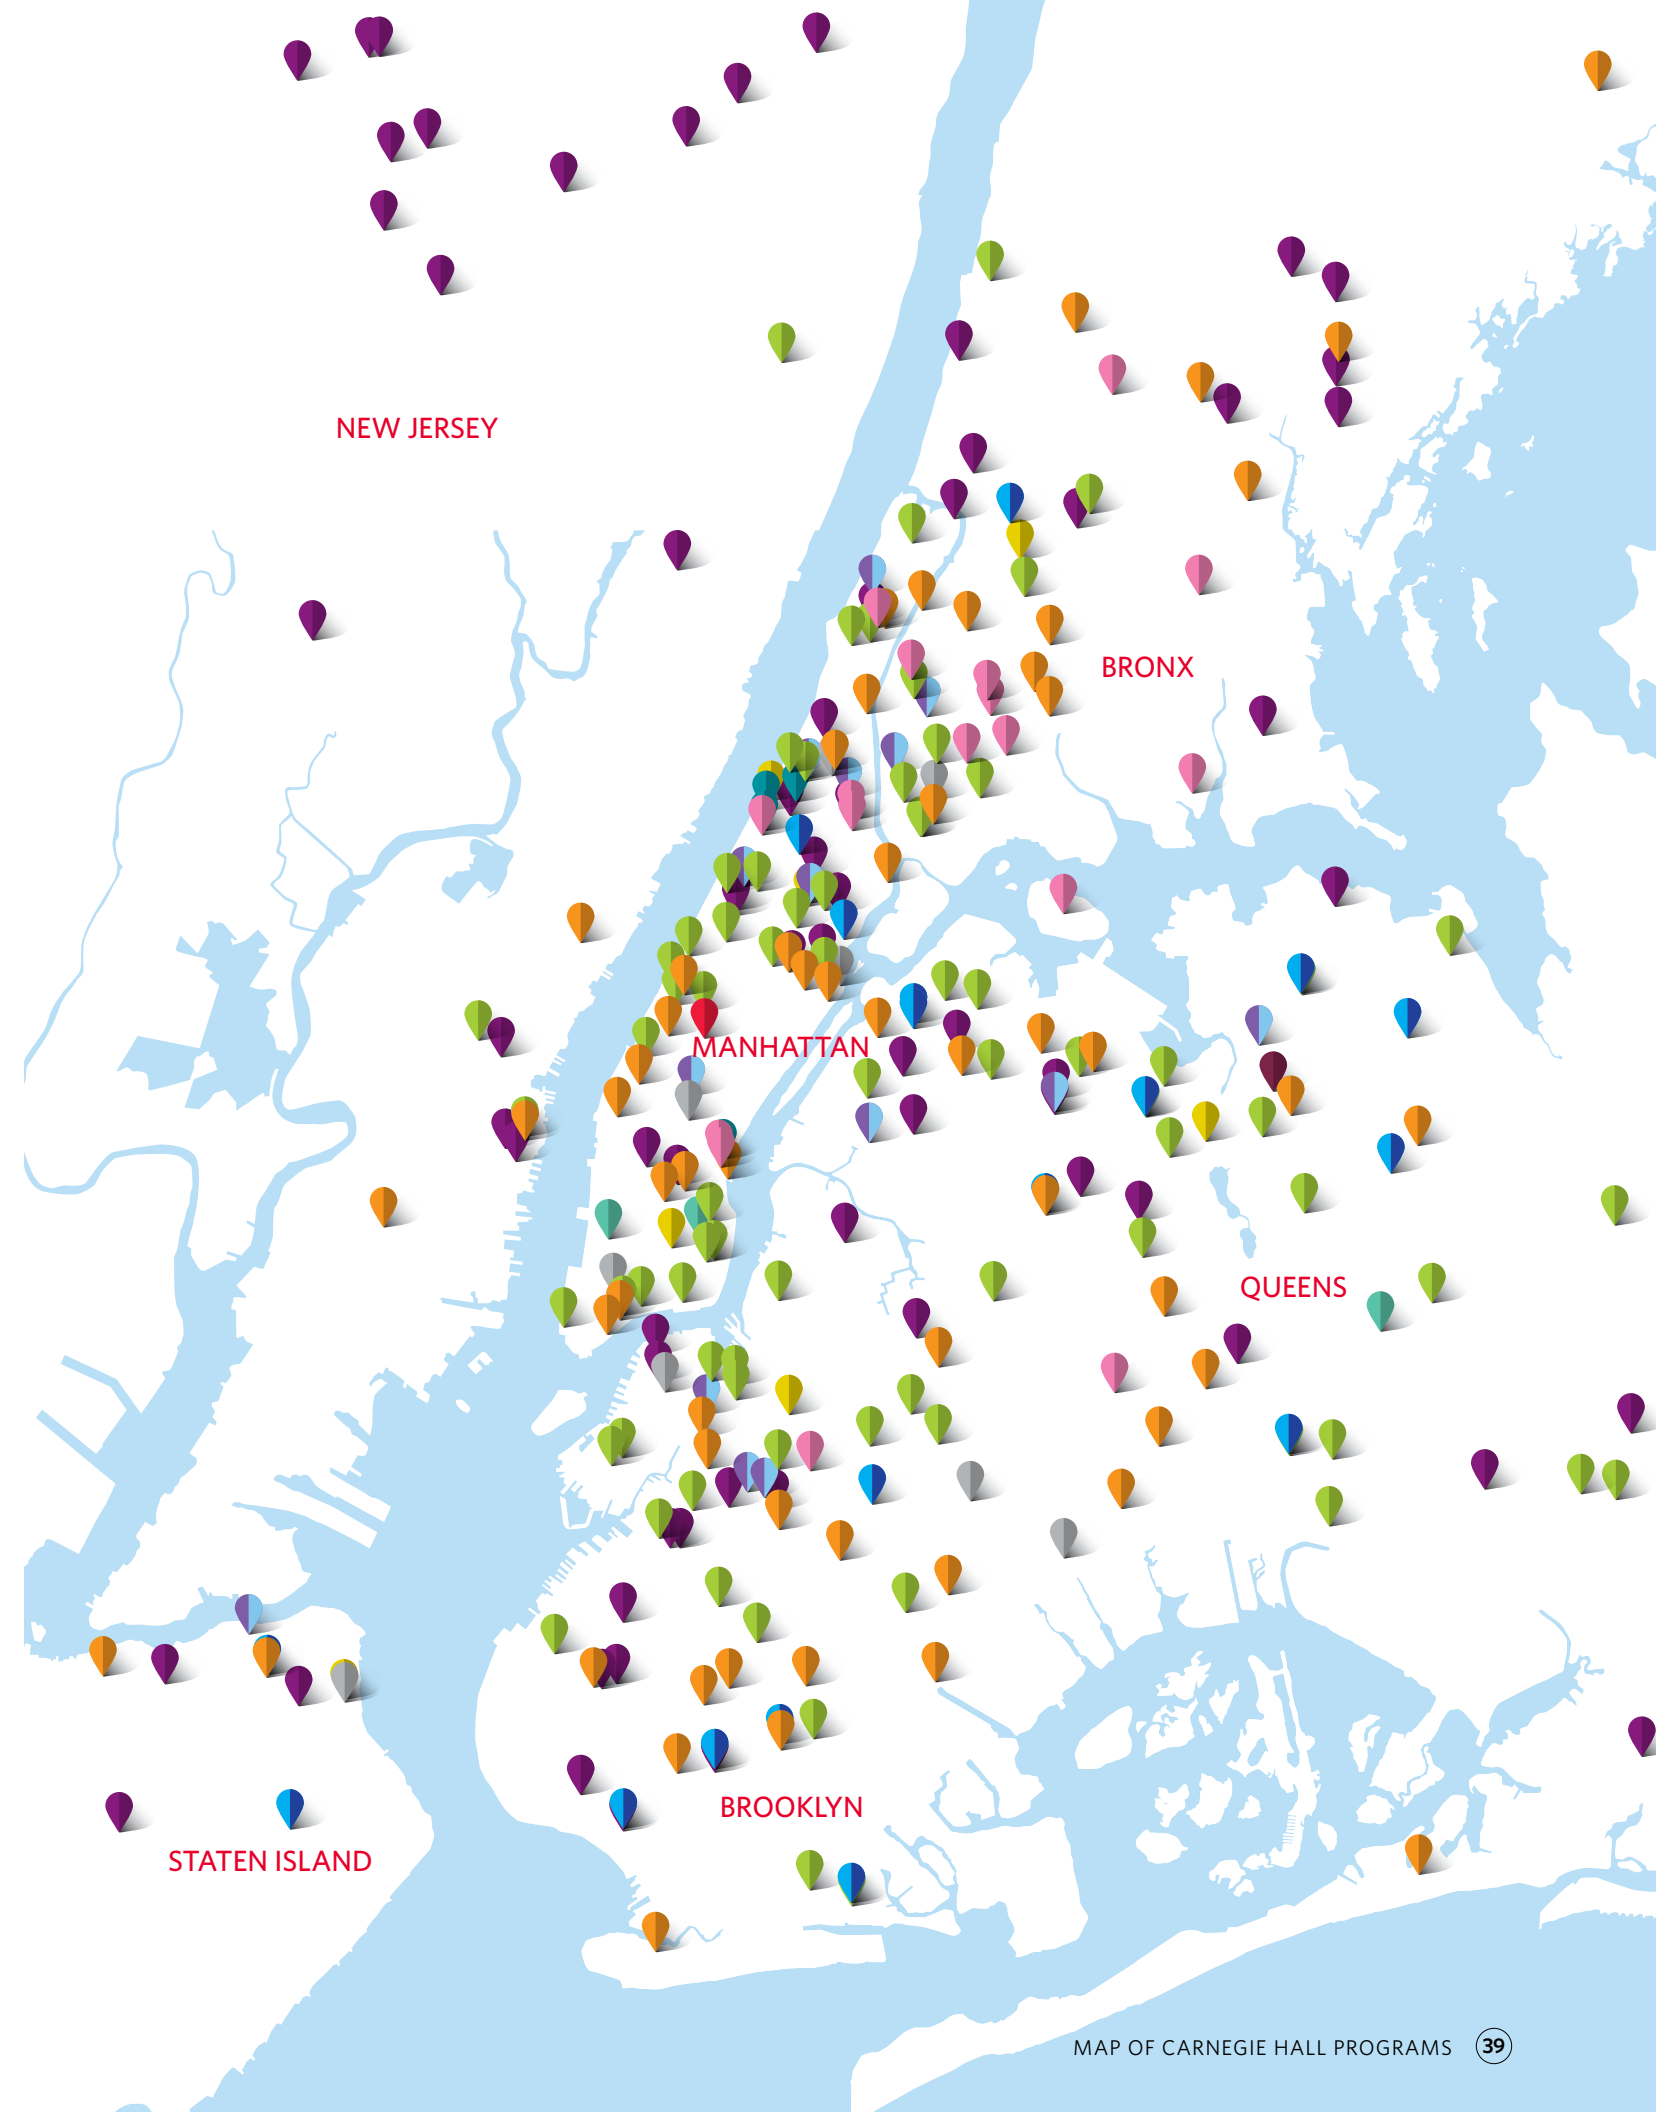 NEW JERSEY
BRONX
MANHATTAN
QUEENS
BROOKLYN
STATEN ISLAND
MAP OF CARNEGIE HALL PROGRAMS 39